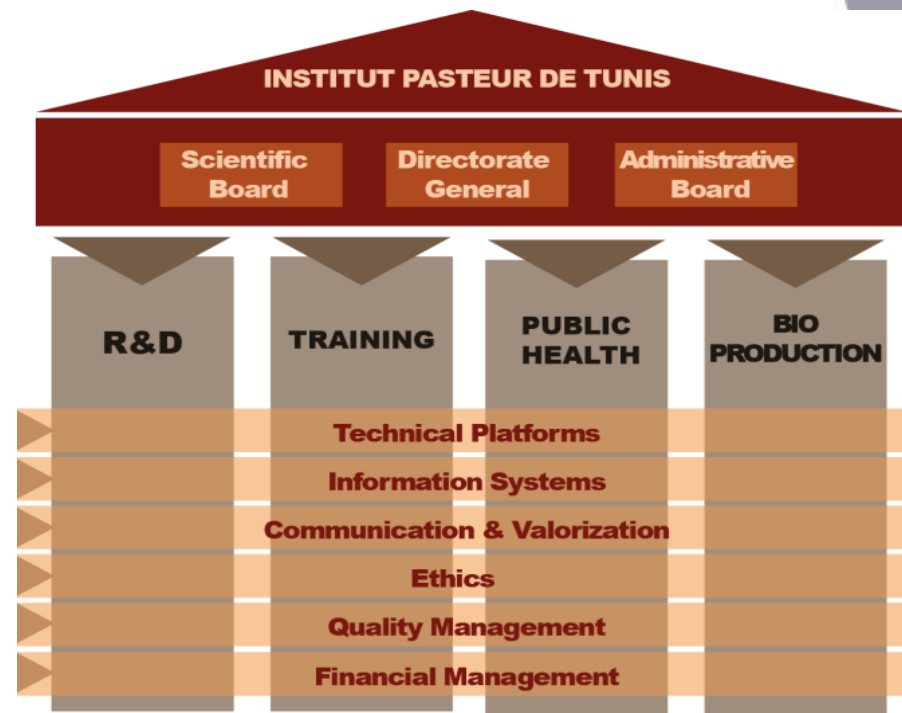 INSTITUT PASTEUR DE TUNIS
Scientific
Board
Directorate
General
Administrative
Board
R&D
TRAINING
PUBLIC
HEALTH
BIO
PRODUCTION
Technical Platforms
Information Systems
Communication & Valorization
Ethics
Quality Management
Financial Management